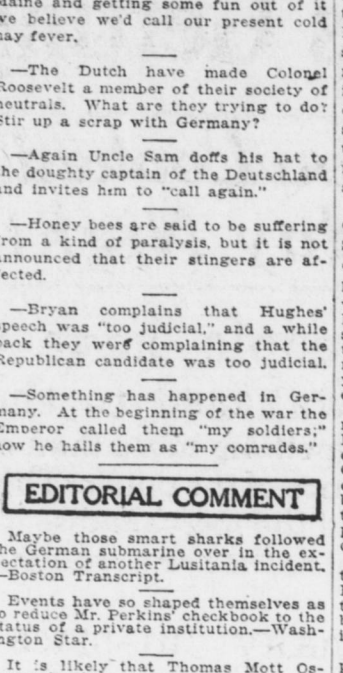 Maine and getting some fun out of it
we believe we'd call our present cold
hay fever.
—The Dutch have made Colonel
Roosevelt a member of their society of
neutrals. What are they trying to do?
Stir up a scrap with Germany?
—Again Uncle Sam doffs his hat to
the doughty captain of the Deutschland
and invites him to "call again."
—Honey bees are said to be suffering
from a kind of paralysis, but it is not
announced that their stingers are af-
fected.
—Bryan complains that Hughes'
speech was "too judicial," and a while
back they were complaining that the
Republican candidate was too judicial.
—Something has happened in Ger-
many. At the beginning of the war the
Emperor called them "my soldiers;"
now he hails them as "my comrades."
EDITORIAL COMMENT
Maybe those smart sharks followed
the German submarine over in the ex-
pectation of another Lusitania incident.
—Boston Transcript.
Events have so shaped themselves as
to reduce Mr. Perkins' checkbook to the
status of a private institution.—Wash-
ington Star.
It is likely that Thomas Mott Os-